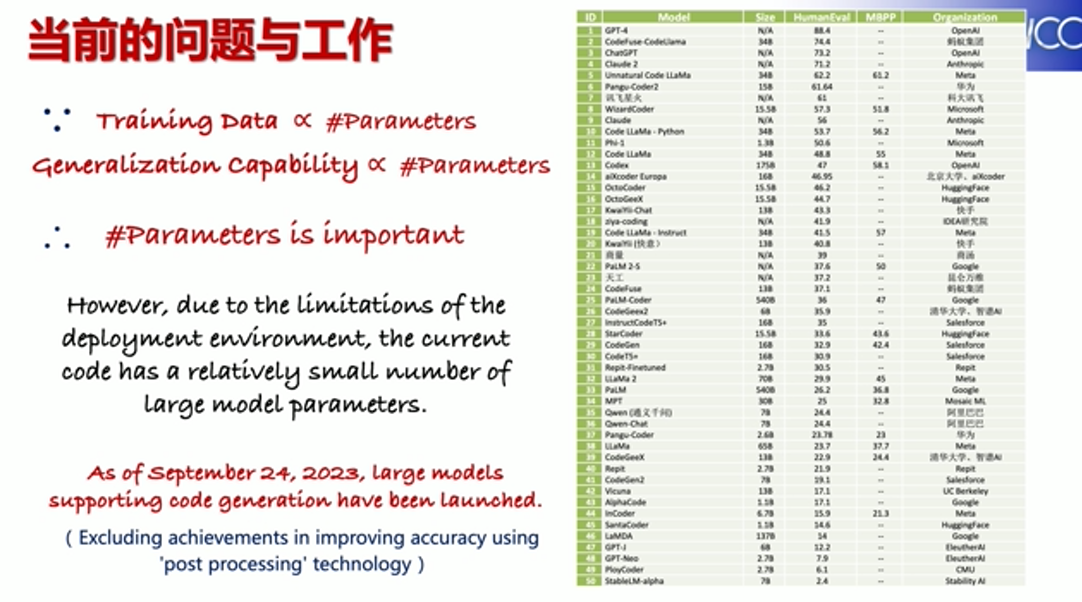 当前的问题与工作
∵ Training Data ∝ #Parameters
Generalization Capability ∝ #Parameters
∴ #Parameters is important
However, due to the limitations of the
deployment environment, the current
code has a relatively small number of
large model parameters.
As of September 24, 2023, large models
supporting code generation have been launched.
( Excluding achievements in improving accuracy using
'post processing' technology )
ID Model Size HumanEval MBPP Organization
1 GPT-4 N/A 88.4 -- OpenAI
2 CodeFuse-CodeLlama 34B 74.4 -- 蚂蚁集团
3 ChatGPT N/A 73.2 -- OpenAI
4 Claude 2 N/A 71.2 -- Anthropic
5 Unnatural Code LLaMa 34B 62.2 61.2 Meta
6 Pangu-Coder2 15B 61.64 -- 华为
7 讯飞星火 N/A 61 -- 科大讯飞
8 WizardCoder 15.5B 57.3 51.8 Microsoft
9 Claude N/A 56 -- Anthropic
10 Code LLaMa - Python 34B 53.7 56.2 Meta
11 Phi-1 1.3B 50.6 -- Microsoft
12 Code LLaMa 34B 48.8 55 Meta
13 Codex 175B 47 58.1 OpenAI
14 aiXcoder Europa 16B 46.95 -- 北京大学、aiXcoder
15 OctoCoder 15.5B 46.2 -- HuggingFace
16 OctoGeeX 15.5B 44.7 -- HuggingFace
17 KwaiYii-Chat 13B 43.3 -- 快手
18 ziya-coding N/A 41.9 -- IDEA研究院
19 Code LLaMa - Instruct 34B 41.5 57 Meta
20 KwaiYii (快意) 13B 40.8 -- 快手
21 商量 N/A 39 -- 商汤
22 PaLM 2-S N/A 37.6 50 Google
23 天工 N/A 37.2 -- 昆仑万维
24 CodeFuse 13B 37.1 -- 蚂蚁集团
25 PaLM-Coder 540B 36 47 Google
26 CodeGeex2 6B 35.9 -- 清华大学、智谱AI
27 InstructCodeT5+ 16B 35 -- Salesforce
28 StarCoder 15.5B 33.6 43.6 HuggingFace
29 CodeGen 16B 32.9 42.4 Salesforce
30 CodeT5+ 16B 30.9 -- Salesforce
31 Repit-Finetuned 2.7B 30.5 -- Repit
32 LLaMa 2 70B 29.9 45 Meta
33 PaLM 540B 26.2 36.8 Google
34 MPT 30B 25 32.8 Mosaic ML
35 Qwen (通义千问) 7B 24.4 -- 阿里巴巴
36 Qwen-Chat 7B 24.4 -- 阿里巴巴
37 Pangu-Coder 2.6B 23.78 23 华为
38 LLaMa 65B 23.7 37.7 Meta
39 CodeGeeX 13B 22.9 24.4 清华大学、智谱AI
40 Repit 2.7B 21.9 -- Repit
41 CodeGen2 7B 19.1 -- Salesforce
42 Vicuna 13B 17.1 -- UC Berkeley
43 AlphaCode 1.1B 17.1 -- Google
44 InCoder 6.7B 15.9 21.3 Meta
45 SantaCoder 1.1B 14.6 -- HuggingFace
46 LaMDA 137B 14 -- Google
47 GPT-J 6B 12.2 -- EleutherAI
48 GPT-Neo 2.7B 7.9 -- EleutherAI
49 PloyCoder 2.7B 6.1 -- CMU
50 StableLM-alpha 7B 2.4 -- Stability AI